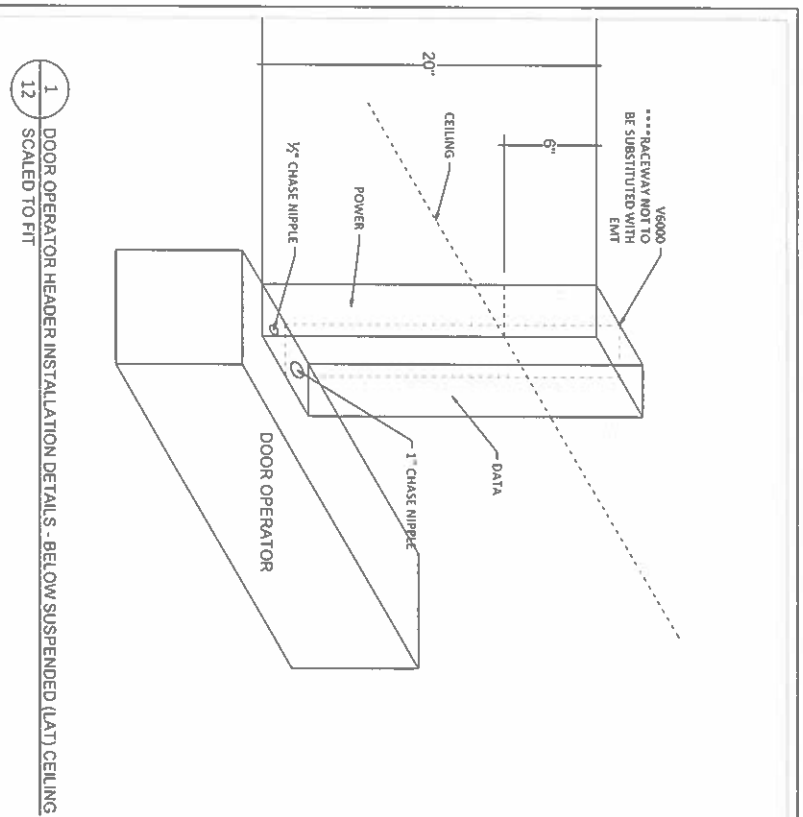 V6000
****RACEWAY NOT TO
BE SUBSTITUTED WITH
EMT
6"
20"
CEILING
POWER
½" CHASE NIPPLE
DATA
1" CHASE NIPPLE
DOOR OPERATOR
1
12
DOOR OPERATOR HEADER INSTALLATION DETAILS - BELOW SUSPENDED (LAT) CEILING
SCALED TO FIT